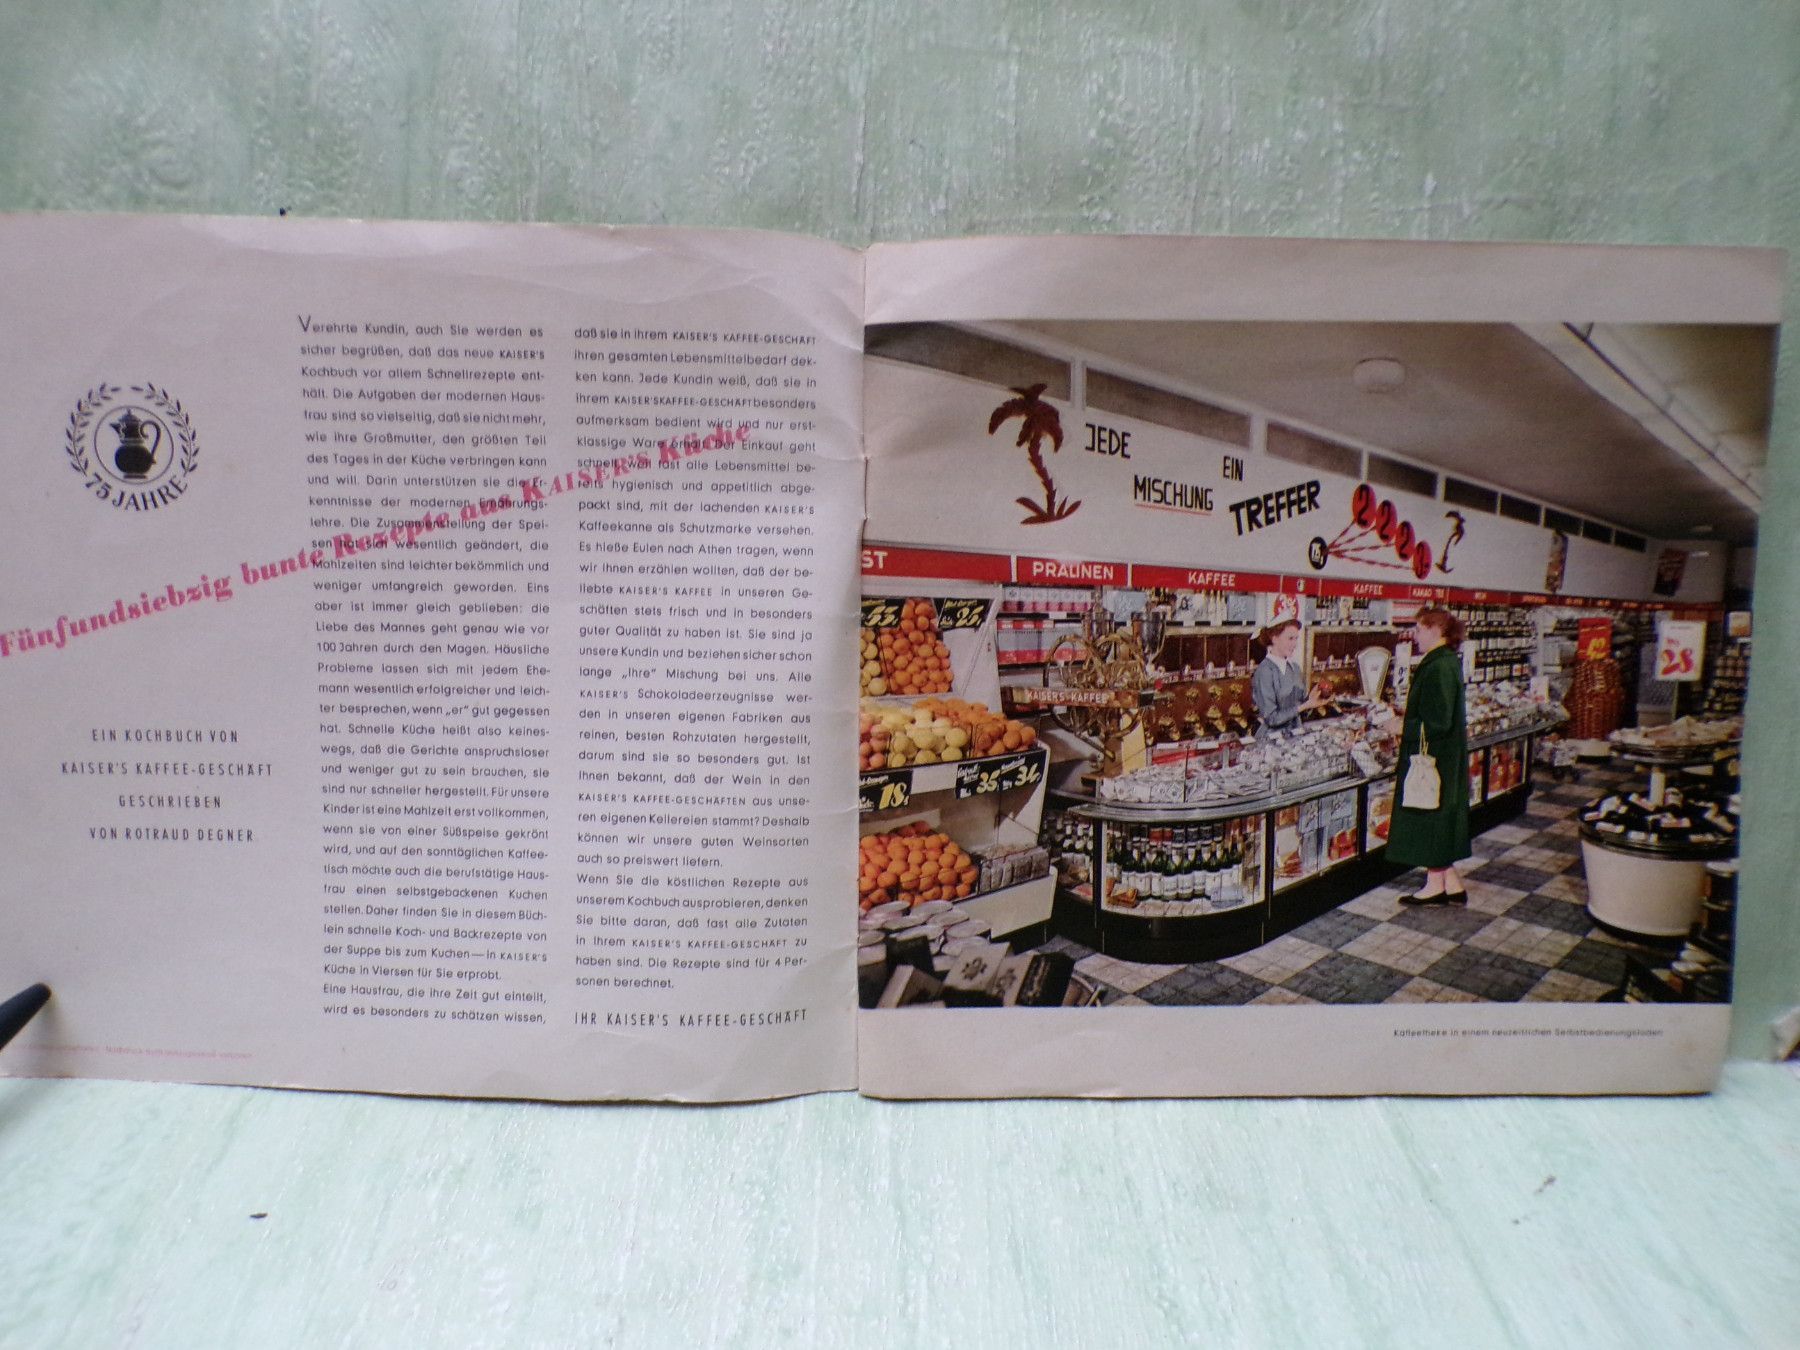 75 JAHRE
Fünfundsiebzig bunte Rezepte aus KAISER'S Küche
EIN KOCHBUCH VON
KAISER'S KAFFEE-GESCHÄFT
GESCHRIEBEN
VON ROTRAUD DEGNER
Verehrte Kundin, auch Sie werden es
sicher begrüßen, daß das neue KAISER'S
Kochbuch vor allem Schnellrezepte ent-
hält. Die Aufgaben der modernen Haus-
frau sind so vielseitig, daß sie nicht mehr,
wie ihre Großmutter, den größten Teil
des Tages in der Küche verbringen kann
und will. Darin unterstützen sie die Er-
kenntnisse der modernen Ernährungs-
lehre. Die Zusammenstellung der Spei-
sen hat sich wesentlich geändert, die
Mahlzeiten sind leichter bekömmlich und
weniger umfangreich geworden. Eins
aber ist immer gleich geblieben: die
Liebe des Mannes geht genau wie vor
100 Jahren durch den Magen. Häusliche
Probleme lassen sich mit jedem Ehe-
mann wesentlich erfolgreicher und leich-
ter besprechen, wenn „er“ gut gegessen
hat. Schnelle Küche heißt also keines-
wegs, daß die Gerichte anspruchsloser
und weniger gut zu sein brauchen, sie
sind nur schneller hergestellt. Für unsere
Kinder ist eine Mahlzeit erst vollkommen,
wenn sie von einer Süßspeise gekrönt
wird, und auf den sonntäglichen Kaffee-
tisch möchte auch die berufstätige Haus-
frau einen selbstgebackenen Kuchen
stellen. Daher finden Sie in diesem Büch-
lein schnelle Koch- und Backrezepte von
der Suppe bis zum Kuchen — in KAISER'S
Küche in Viersen für Sie erprobt.
Eine Hausfrau, die ihre Zeit gut einteilt,
wird es besonders zu schätzen wissen,
daß sie in ihrem KAISER'S KAFFEE-GESCHÄFT
ihren gesamten Lebensmittelbedarf dek-
ken kann. Jede Kundin weiß, daß sie in
ihrem KAISER'S KAFFEE-GESCHÄFT besonders
aufmerksam bedient wird und nur erst-
klassige Ware erhält. Der Einkauf geht
schnell, weil fast alle Lebensmittel be-
reits hygienisch und appetitlich abge-
packt sind, mit der lachenden KAISER'S
Kaffeekanne als Schutzmarke versehen.
Es hieße Eulen nach Athen tragen, wenn
wir Ihnen erzählen wollten, daß der be-
liebte KAISER'S KAFFEE in unseren Ge-
schäften stets frisch und in besonders
guter Qualität zu haben ist. Sie sind ja
unsere Kundin und beziehen sicher schon
lange „Ihre“ Mischung bei uns. Alle
KAISER'S Schokoladeerzeugnisse wer-
den in unseren eigenen Fabriken aus
reinen, besten Rohzutaten hergestellt,
darum sind sie so besonders gut. Ist
Ihnen bekannt, daß der Wein in den
KAISER'S KAFFEE-GESCHÄFTEN aus unse-
ren eigenen Kellereien stammt? Deshalb
können wir unsere guten Weinsorten
auch so preiswert liefern.
Wenn Sie die köstlichen Rezepte aus
unserem Kochbuch ausprobieren, denken
Sie bitte daran, daß fast alle Zutaten
in Ihrem KAISER'S KAFFEE-GESCHÄFT zu
haben sind. Die Rezepte sind für 4 Per-
sonen berechnet.
IHR KAISER'S KAFFEE-GESCHÄFT
JEDE
MISCHUNG
EIN
TREFFER
ST
PRALINEN
KAFFEE
KAFFEE
KAKAO TEE
WEIN
KAISER'S-KAFFEE
53
25
18
35
34
28
Kaffeetheke in einem neuzeitlichen Selbstbedienungsladen